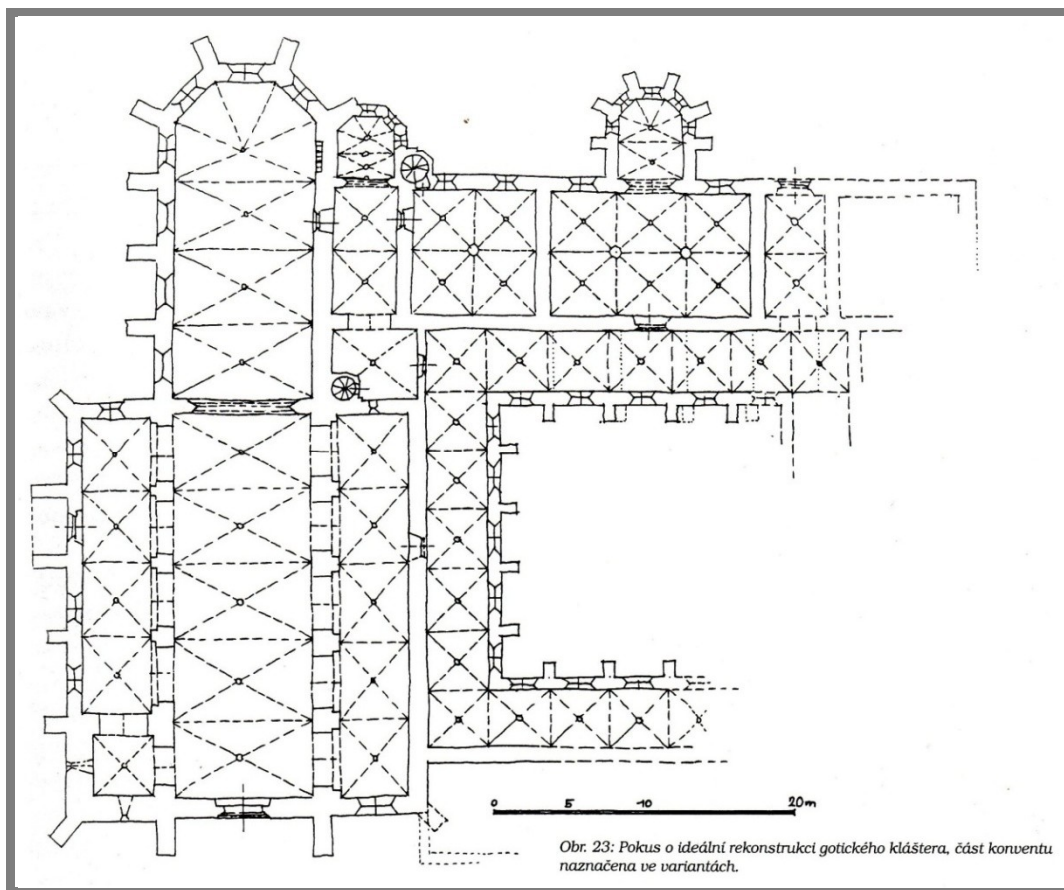 0 5 10 20m
Obr. 23: Pokus o ideální rekonstrukci gotického kláštera, část konventu
naznačena ve variantách.